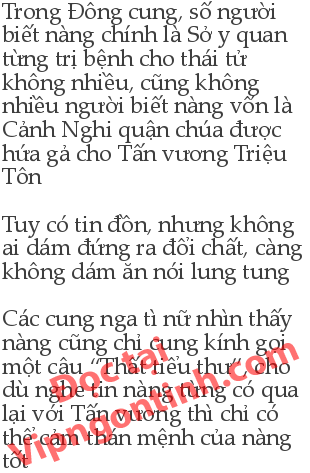 Trong Đông cung, số người
biết nàng chính là Sở y quan
từng trị bệnh cho thái tử
không nhiều, cũng không
nhiều người biết nàng vốn là
Cảnh Nghi quận chúa được
hứa gả cho Tấn vương Triệu
Tôn
Tuy có tin đồn, nhưng không
ai dám đứng ra đối chất, càng
không dám ăn nói lung tung
Các cung nga tì nữ nhìn thấy
nàng cũng chỉ cung kính gọi
một câu “Thất tiểu thư”, cho
dù nghe tin nàng từng có qua
lại với Tấn vương thì chỉ có
thể cảm thán mệnh của nàng
tốt
Đọc tại
Vipngontinh.com